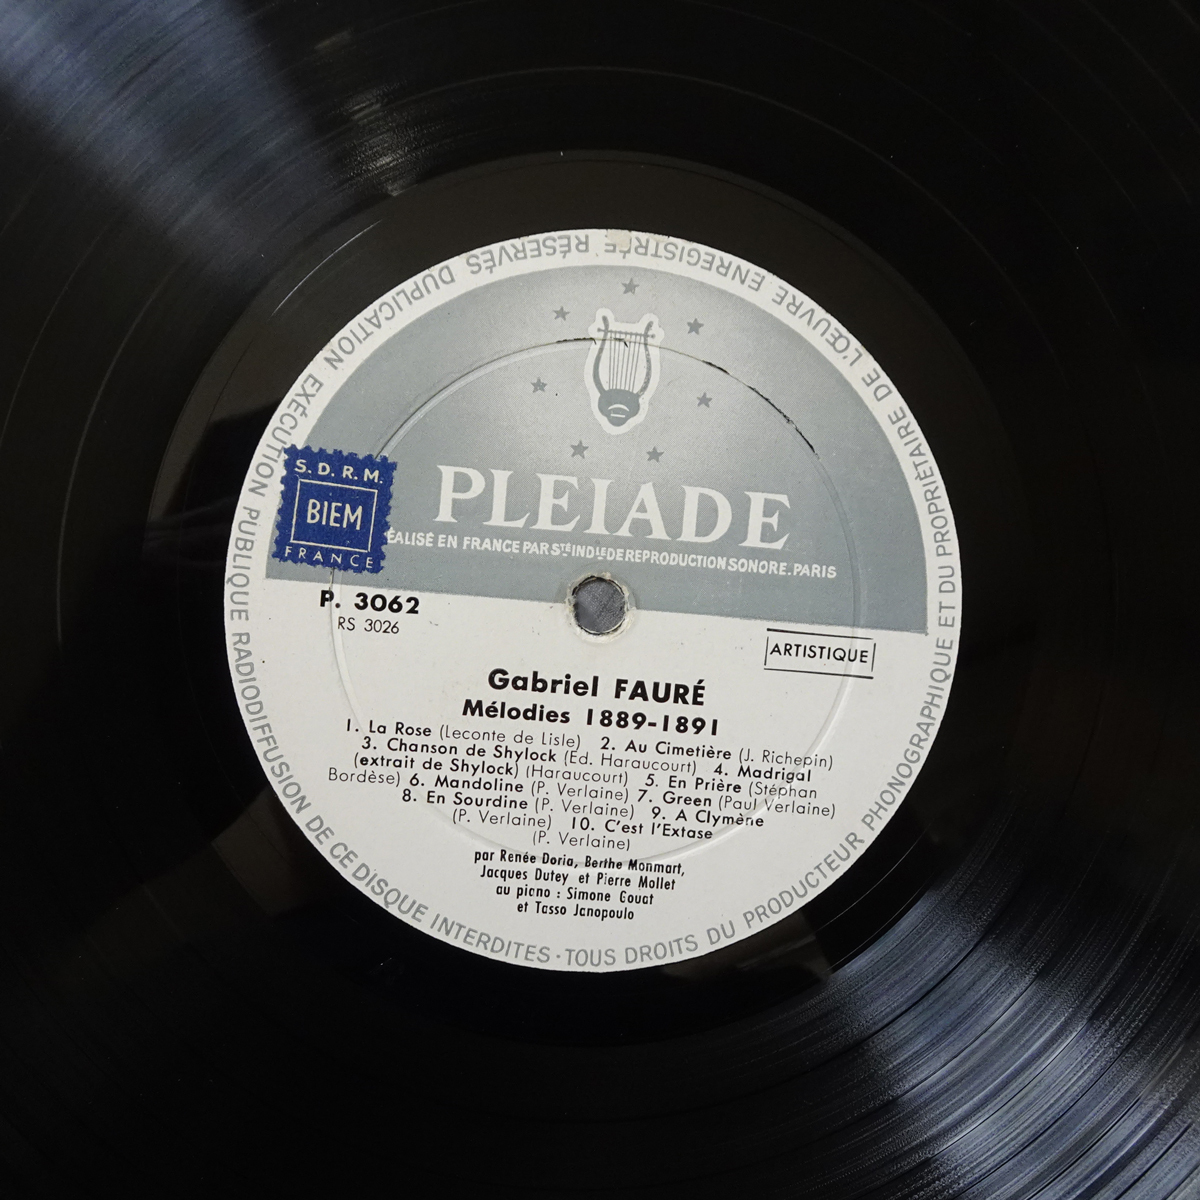 S.D.R.M.
BIEM
FRANCE
PLEIADE
ÉALISÉ EN FRANCE PAR STÉ INDLE DE REPRODUCTION SONORE. PARIS
P. 3062
RS 3026
ARTISTIQUE
Gabriel FAURÉ
Mélodies 1889-1891
1. La Rose (Leconte de Lisle) 2. Au Cimetière (J. Richepin)
3. Chanson de Shylock (Ed. Haraucourt) 4. Madrigal
(extrait de Shylock) (Haraucourt) 5. En Prière (Stéphan
Bordèse) 6. Mandoline (P. Verlaine) 7. Green (Paul Verlaine)
8. En Sourdine (P. Verlaine) 9. A Clymène
(P. Verlaine) 10. C'est l'Extase
(P. Verlaine)
par Renée Doria, Berthe Monmart,
Jacques Dutey et Pierre Mollet
au piano : Simone Gouat
et Tasso Janopoulo
TOUS DROITS DU PRODUCTEUR PHONOGRAPHIQUE ET DU PROPRIÉTAIRE DE L'ŒUVRE ENREGISTRÉE RÉSERVÉS DUPLICATION EXÉCUTION PUBLIQUE RADIODIFFUSION DE CE DISQUE INTERDITES ·